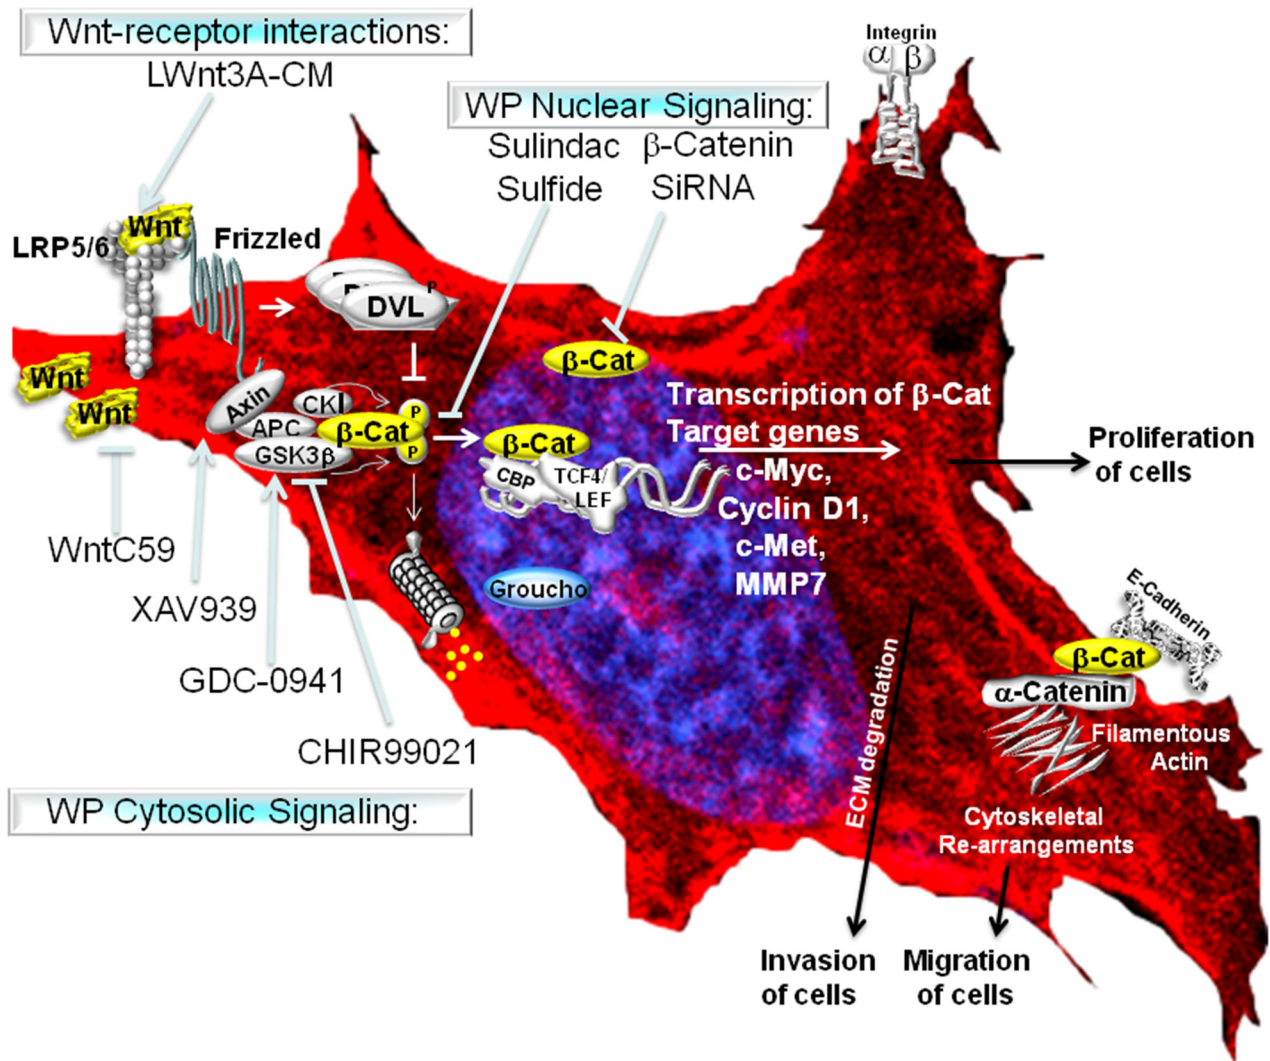 Wnt-receptor interactions:
LWnt3A-CM
Integrin
α β
WP Nuclear Signaling:
Sulindac β-Catenin
Sulfide SiRNA
Wnt
LRP5/6
Frizzled
P
DVL
Wnt
Wnt
β-Cat
Axin
CKI
APC
β-Cat
P
GSK3β
P
β-Cat
CBP
TCF4/
LEF
Transcription of β-Cat
Target genes
c-Myc,
Cyclin D1,
c-Met,
MMP7
Proliferation
of cells
WntC59
XAV939
GDC-0941
CHIR99021
WP Cytosolic Signaling:
Groucho
E-Cadherin
β-Cat
α-Catenin
Filamentous
Actin
ECM degradation
Cytoskeletal
Re-arrangements
Invasion
of cells
Migration
of cells